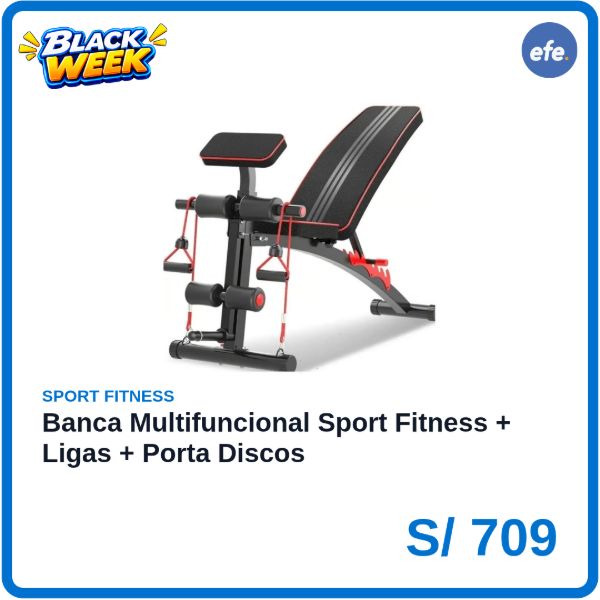 BLACK
WEEK
efe.
SPORT FITNESS
Banca Multifuncional Sport Fitness +
Ligas + Porta Discos
S/ 709